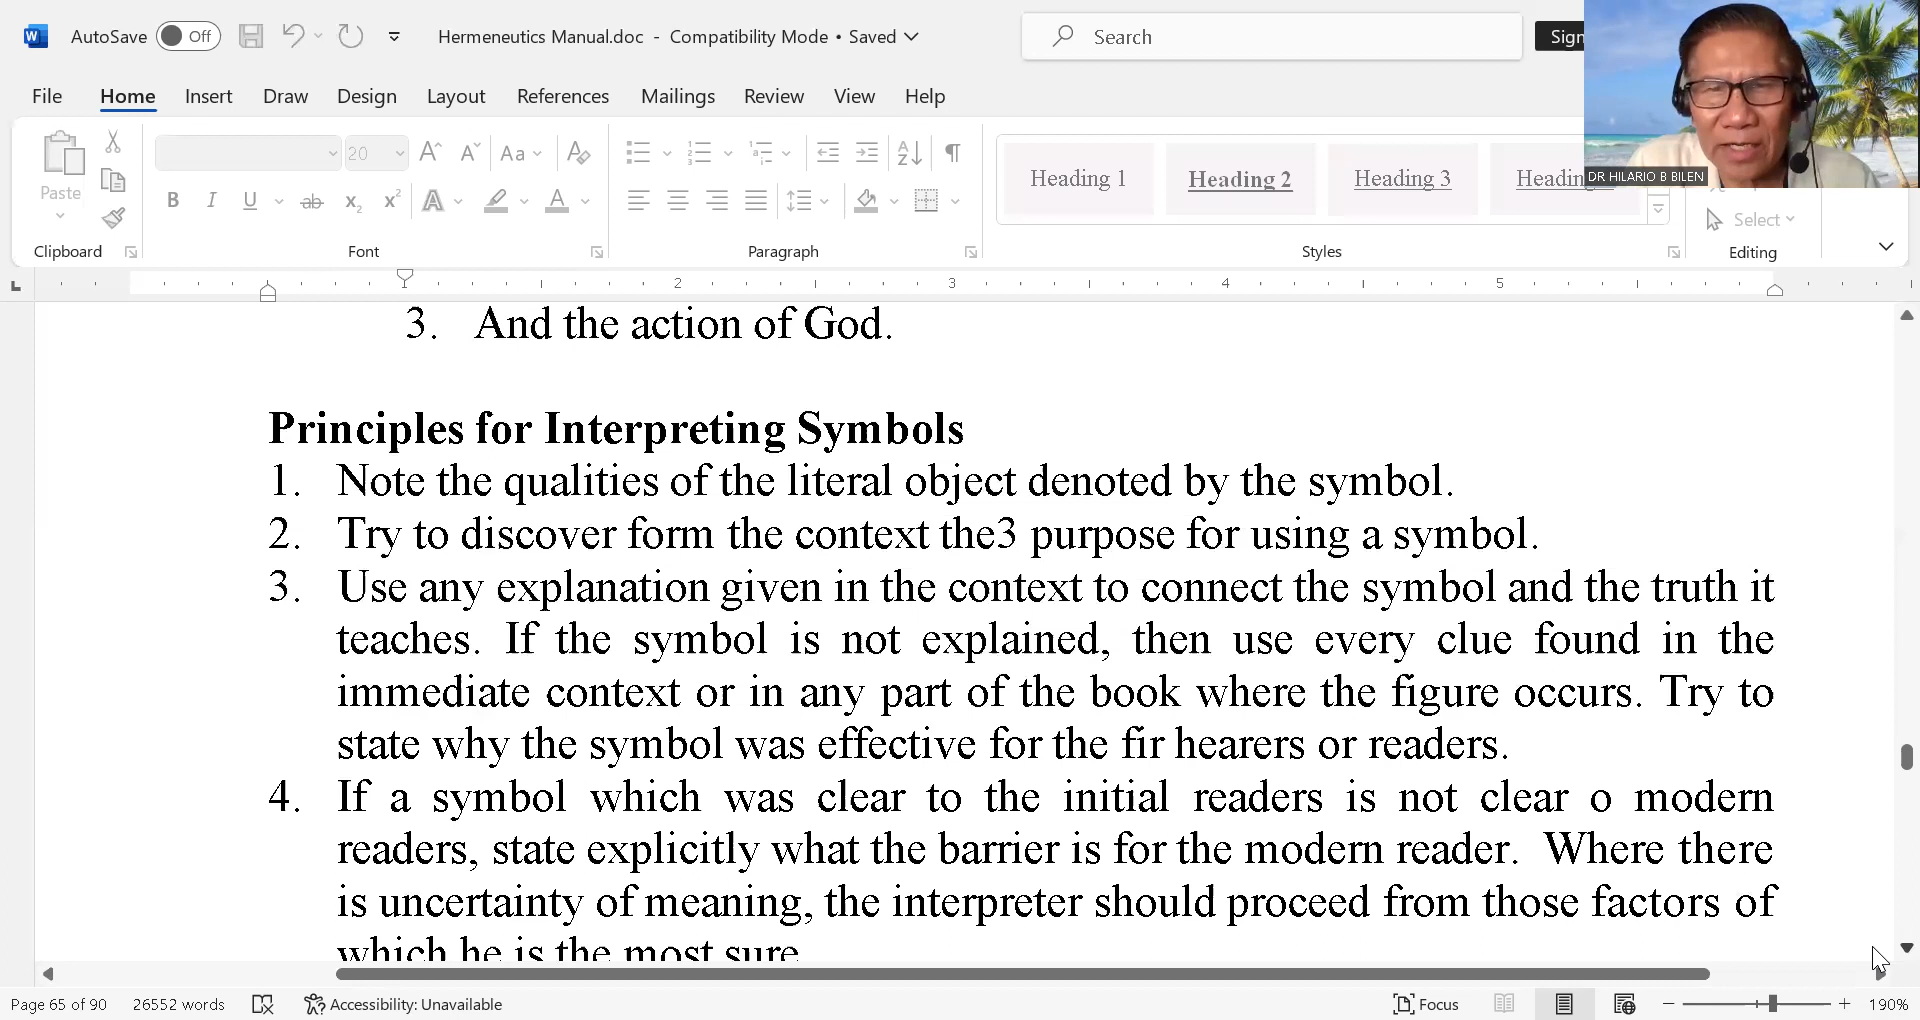 AutoSave Off Hermeneutics Manual.doc - Compatibility Mode • Saved Search Sign
File Home Insert Draw Design Layout References Mailings Review View Help
DR HILARIO B BILEN
Paste 20 Aa Heading 1 Heading 2 Heading 3 Heading
B I U ab x₂ x² A A Select
Clipboard Font Paragraph Styles Editing
2 3 4 5
3. And the action of God.
Principles for Interpreting Symbols
1. Note the qualities of the literal object denoted by the symbol.
2. Try to discover form the context the3 purpose for using a symbol.
3. Use any explanation given in the context to connect the symbol and the truth it
teaches. If the symbol is not explained, then use every clue found in the
immediate context or in any part of the book where the figure occurs. Try to
state why the symbol was effective for the fir hearers or readers.
4. If a symbol which was clear to the initial readers is not clear o modern
readers, state explicitly what the barrier is for the modern reader. Where there
is uncertainty of meaning, the interpreter should proceed from those factors of
which he is the most sure
Page 65 of 90 26552 words Accessibility: Unavailable Focus 190%